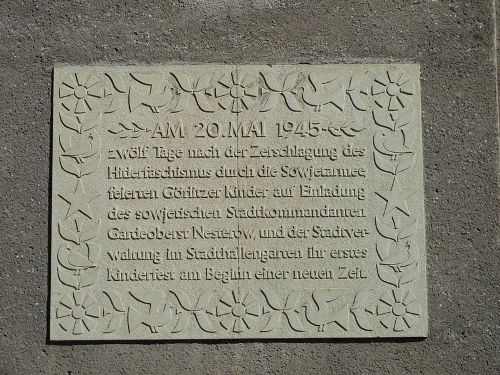 AM 20. MAI 1945
zwölf Tage nach der Zerschlagung des
Hitlerfaschismus durch die Sowjetarmee
feierten Görlitzer Kinder auf Einladung
des sowjetischen Stadtkommandanten,
Gardeoberst Nesterow, und der Stadtver-
waltung im Stadthallengarten ihr erstes
Kinderfest am Beginn einer neuen Zeit.